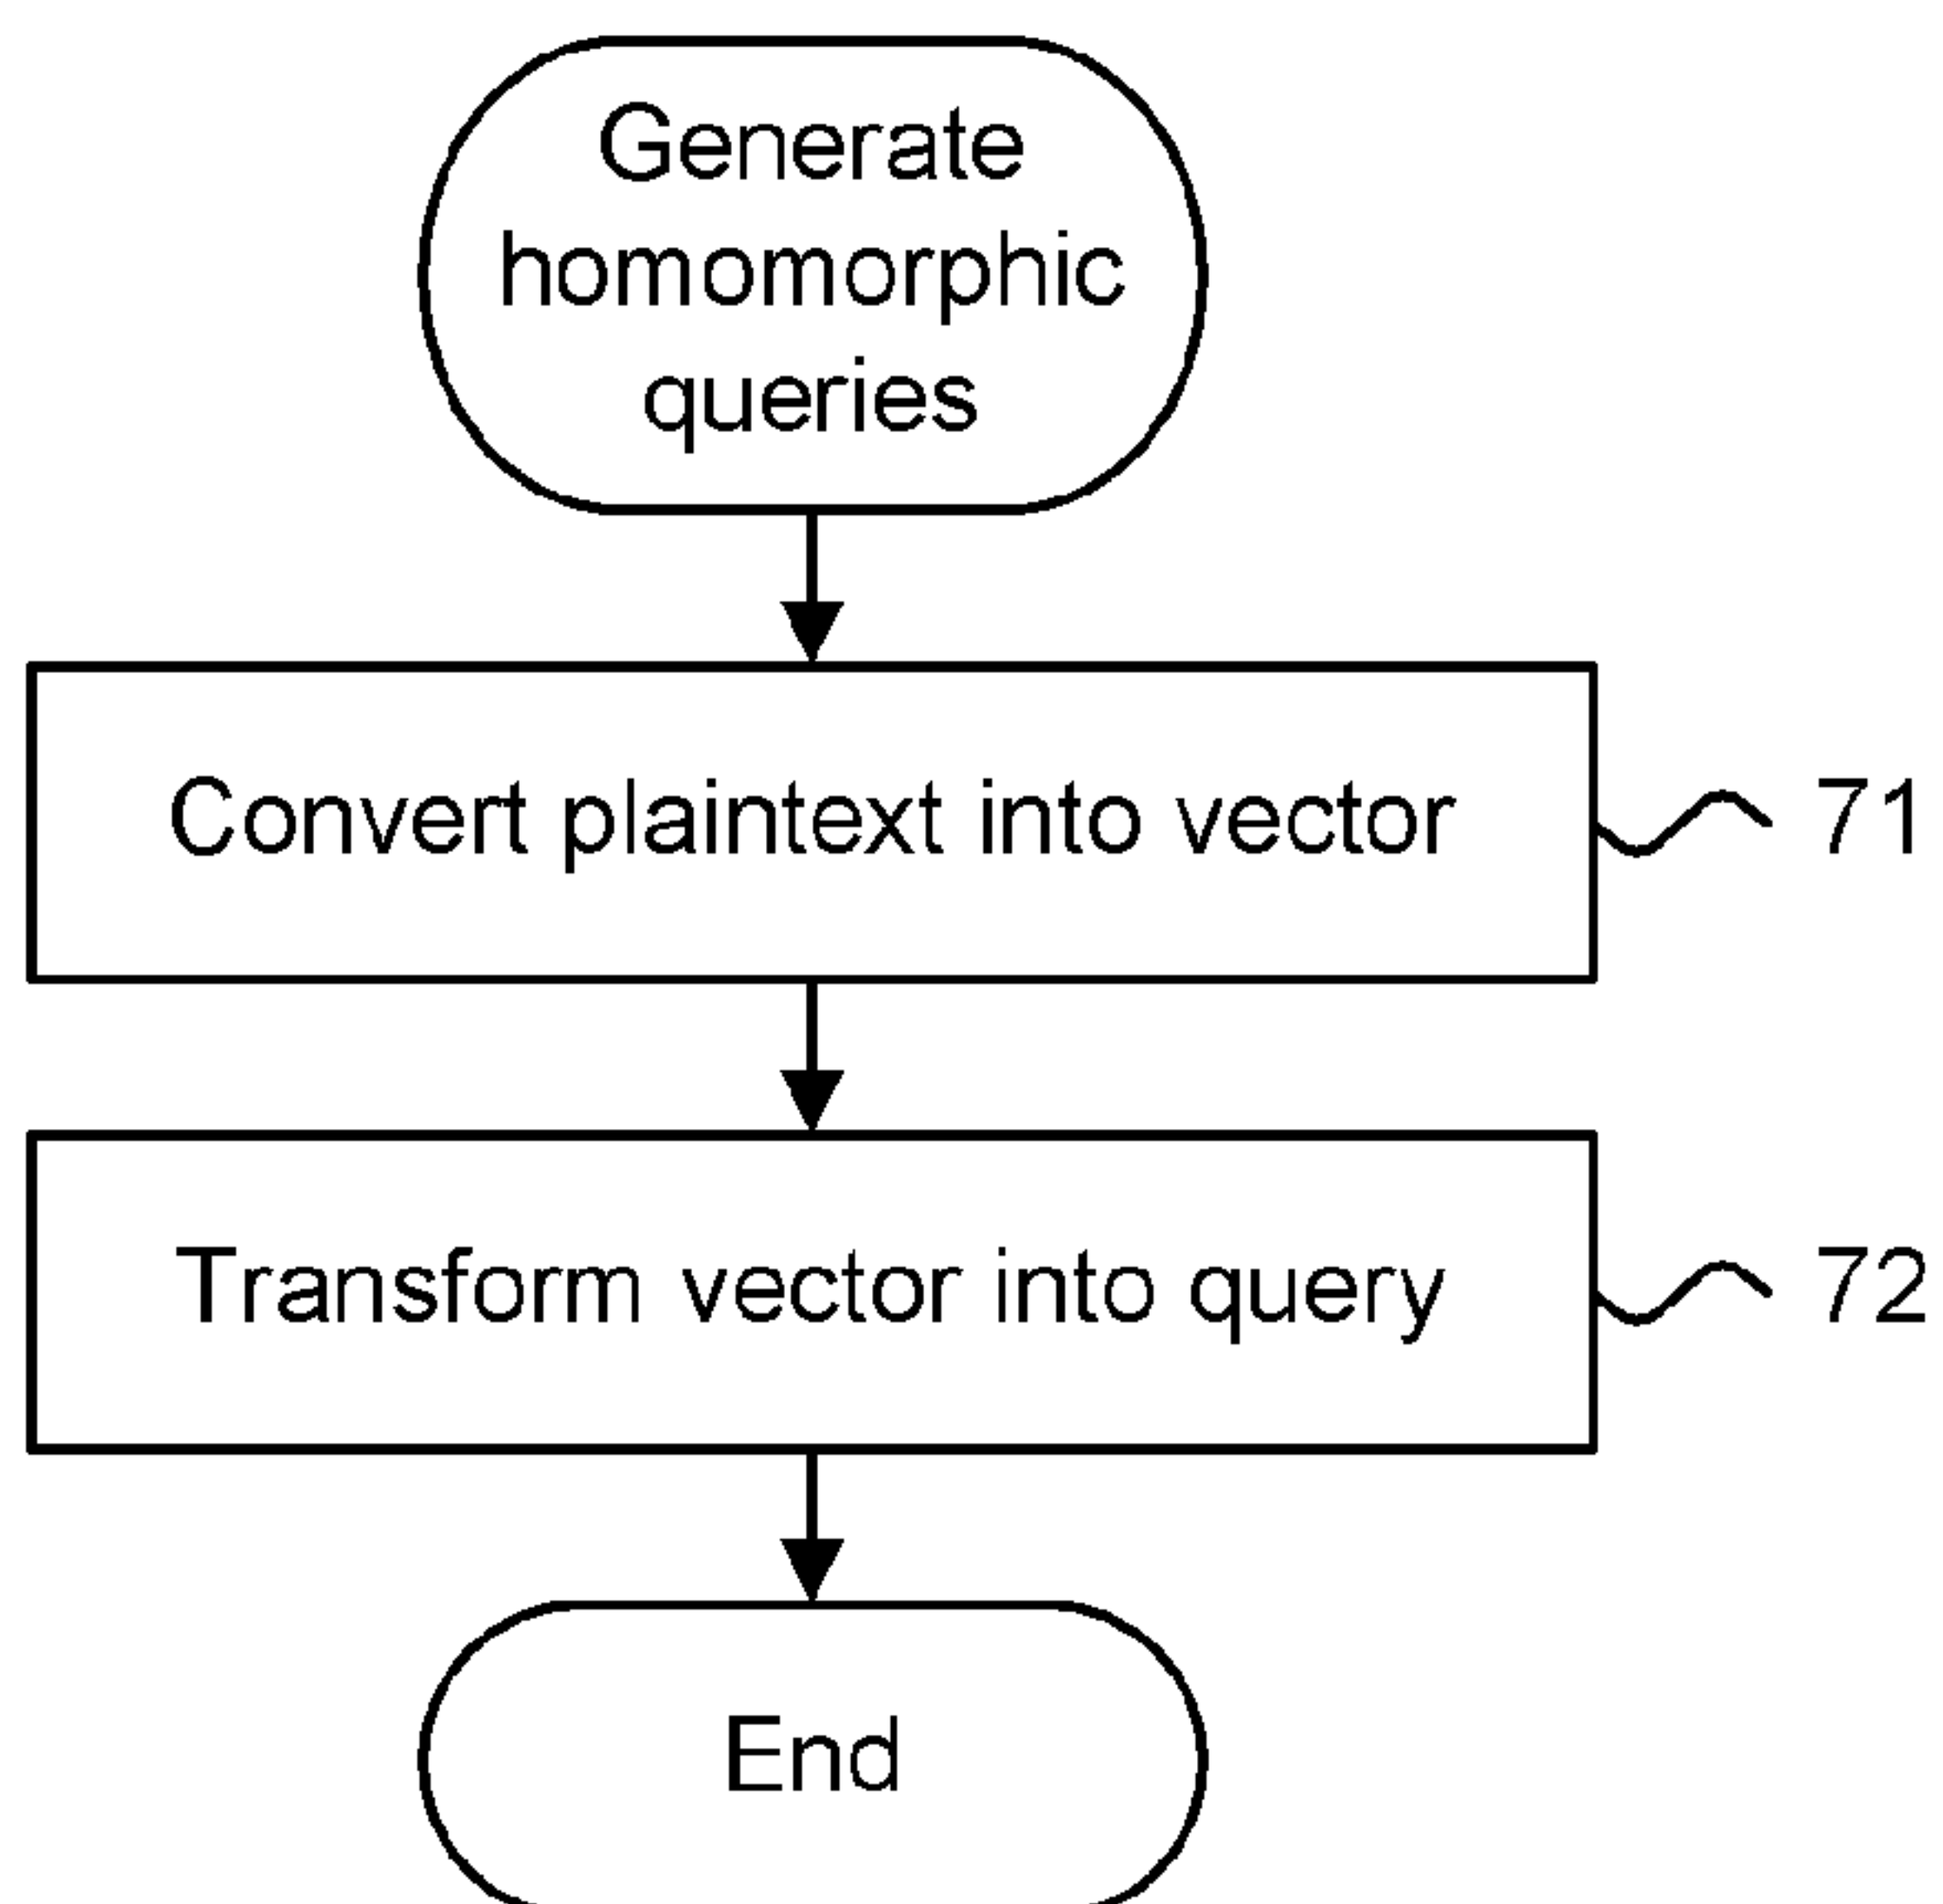 Generate
homomorphic
queries
Convert plaintext into vector
71
Transform vector into query
72
End